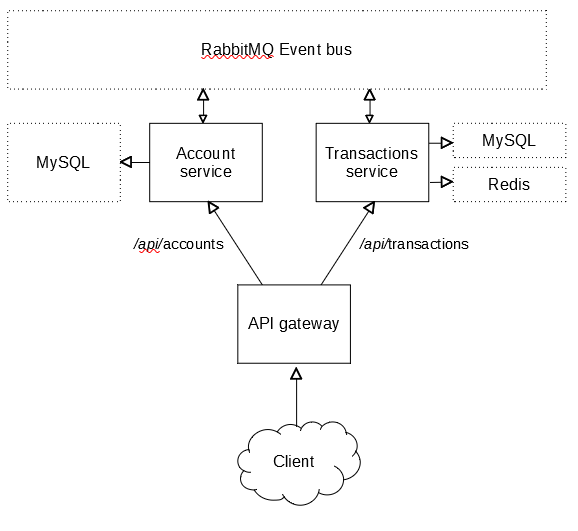 RabbitMQ Event bus
MySQL
Account
service
Transactions
service
MySQL
Redis
/api/accounts
/api/transactions
API gateway
Client